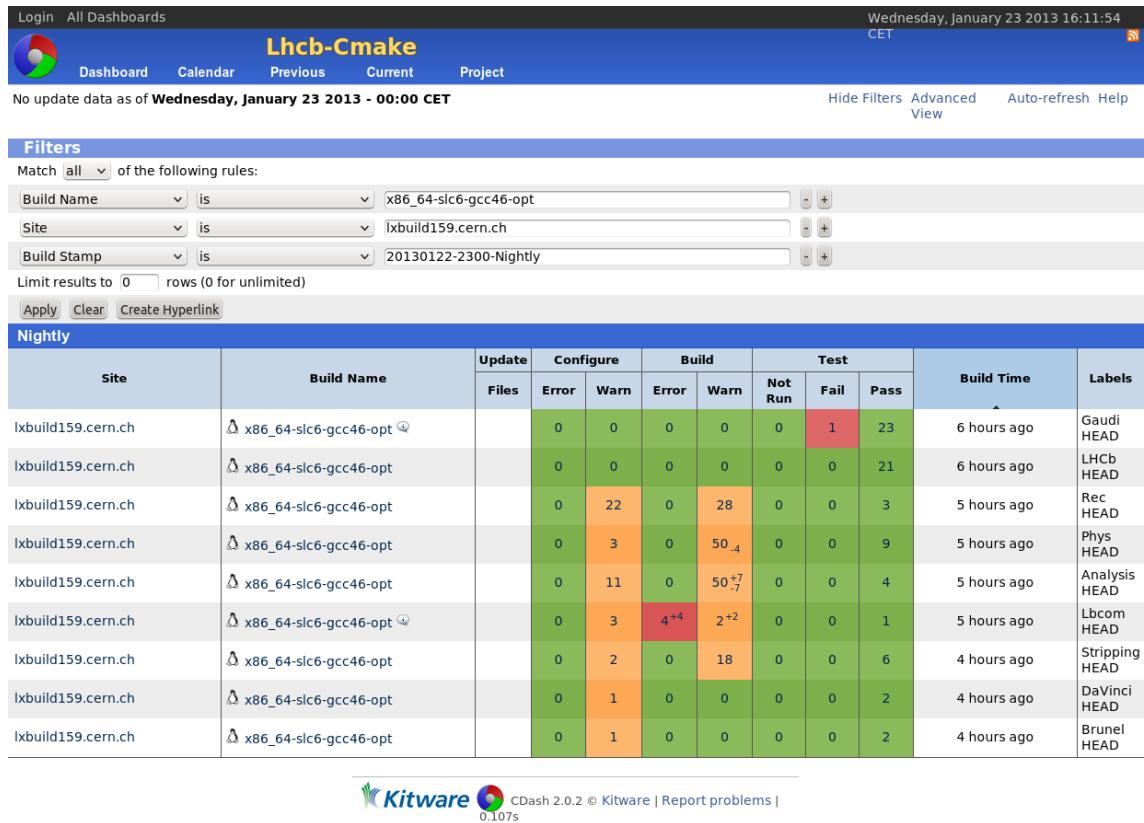 Login All Dashboards
Wednesday, January 23 2013 16:11:54 CET
Lhcb-Cmake
Dashboard Calendar Previous Current Project
No update data as of Wednesday, January 23 2013 - 00:00 CET
Hide Filters Advanced View Auto-refresh Help
Filters
Match all of the following rules:
Build Name is x86_64-slc6-gcc46-opt - +
Site is lxbuild159.cern.ch - +
Build Stamp is 20130122-2300-Nightly - +
Limit results to 0 rows (0 for unlimited)
Apply Clear Create Hyperlink
Nightly
Site Build Name Update Configure Build Test Build Time Labels
Files Error Warn Error Warn Not Run Fail Pass
lxbuild159.cern.ch x86_64-slc6-gcc46-opt 0 0 0 0 0 1 23 6 hours ago Gaudi HEAD
lxbuild159.cern.ch x86_64-slc6-gcc46-opt 0 0 0 0 0 0 21 6 hours ago LHCb HEAD
lxbuild159.cern.ch x86_64-slc6-gcc46-opt 0 22 0 28 0 0 3 5 hours ago Rec HEAD
lxbuild159.cern.ch x86_64-slc6-gcc46-opt 0 3 0 50 -4 0 0 9 5 hours ago Phys HEAD
lxbuild159.cern.ch x86_64-slc6-gcc46-opt 0 11 0 50 +7 -7 0 0 4 5 hours ago Analysis HEAD
lxbuild159.cern.ch x86_64-slc6-gcc46-opt 0 3 4 +4 2 +2 0 0 1 5 hours ago Lbcom HEAD
lxbuild159.cern.ch x86_64-slc6-gcc46-opt 0 2 0 18 0 0 6 4 hours ago Stripping HEAD
lxbuild159.cern.ch x86_64-slc6-gcc46-opt 0 1 0 0 0 0 2 4 hours ago DaVinci HEAD
lxbuild159.cern.ch x86_64-slc6-gcc46-opt 0 1 0 0 0 0 2 4 hours ago Brunel HEAD
Kitware CDash 2.0.2 © Kitware | Report problems |
0.107s